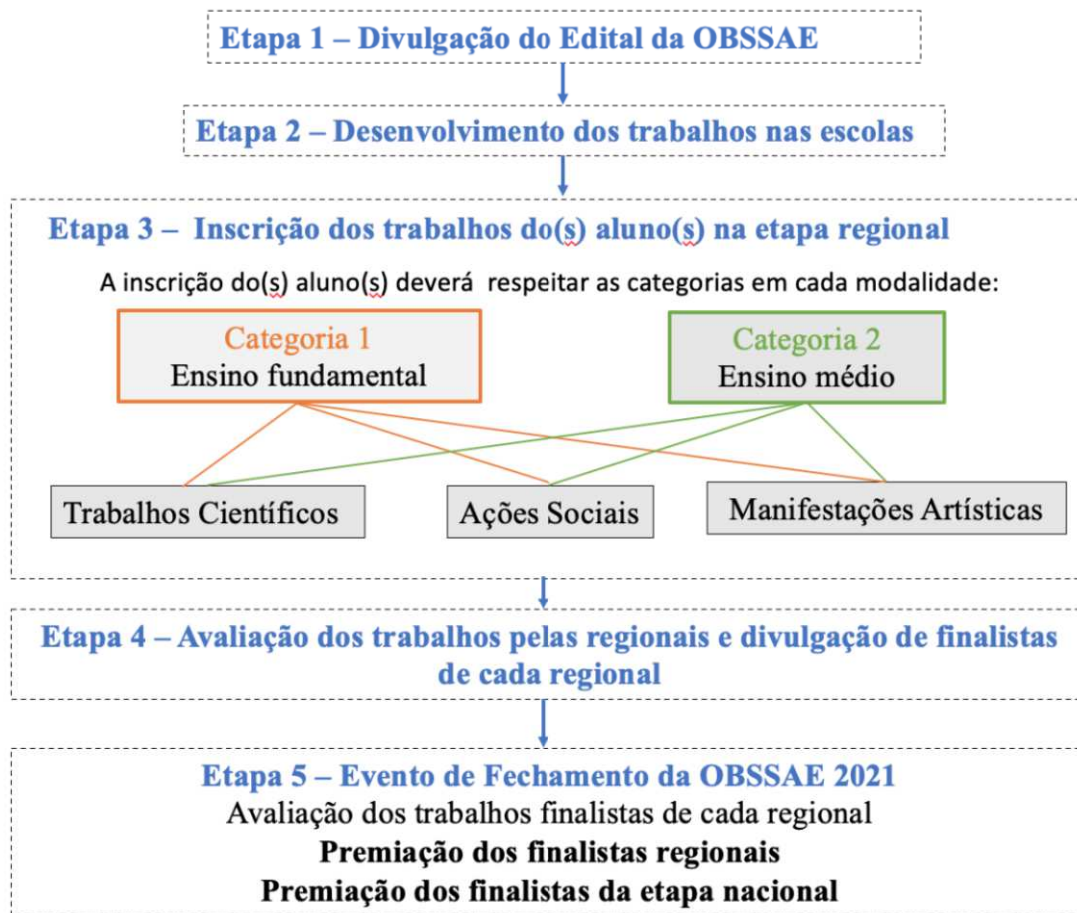 Etapa 1 – Divulgação do Edital da OBSSAE
Etapa 2 – Desenvolvimento dos trabalhos nas escolas
Etapa 3 – Inscrição dos trabalhos do(s) aluno(s) na etapa regional
A inscrição do(s) aluno(s) deverá respeitar as categorias em cada modalidade:
Categoria 1
Ensino fundamental
Categoria 2
Ensino médio
Trabalhos Científicos
Ações Sociais
Manifestações Artísticas
Etapa 4 – Avaliação dos trabalhos pelas regionais e divulgação de finalistas
de cada regional
Etapa 5 – Evento de Fechamento da OBSSAE 2021
Avaliação dos trabalhos finalistas de cada regional
Premiação dos finalistas regionais
Premiação dos finalistas da etapa nacional